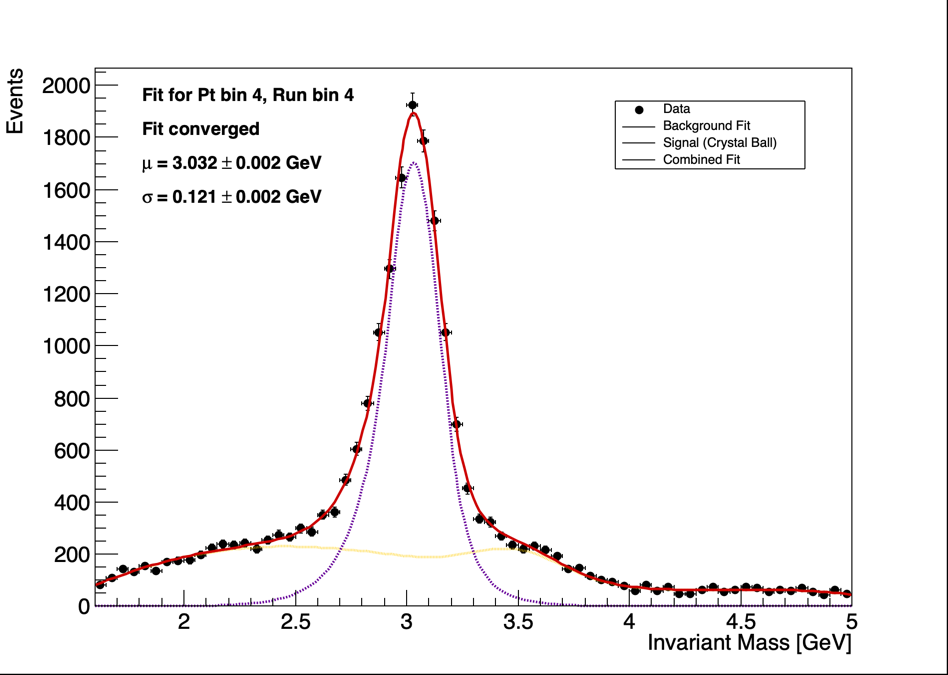 Events
2000
1800
1600
1400
1200
1000
800
600
400
200
0
Fit for Pt bin 4, Run bin 4
Fit converged
μ = 3.032 ± 0.002 GeV
σ = 0.121 ± 0.002 GeV
Data
Background Fit
Signal (Crystal Ball)
Combined Fit
2 2.5 3 3.5 4 4.5 5
Invariant Mass [GeV]